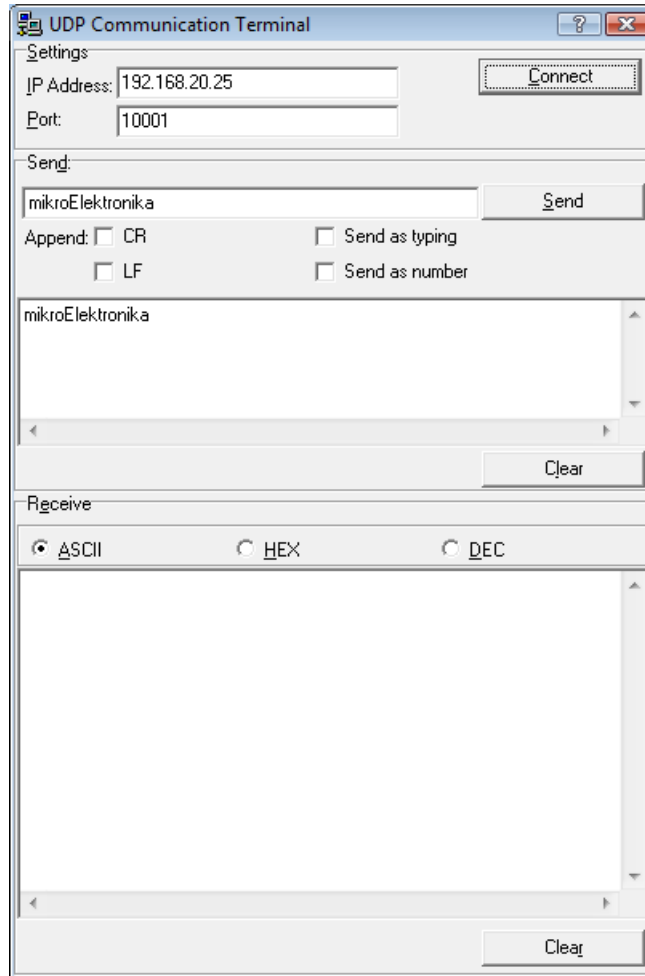 UDP Communication Terminal
Settings
IP Address: 192.168.20.25 Connect
Port: 10001
Send:
mikroElektronika Send
Append: CR Send as typing
LF Send as number
mikroElektronika
Clear
Receive
ASCII HEX DEC
Clear